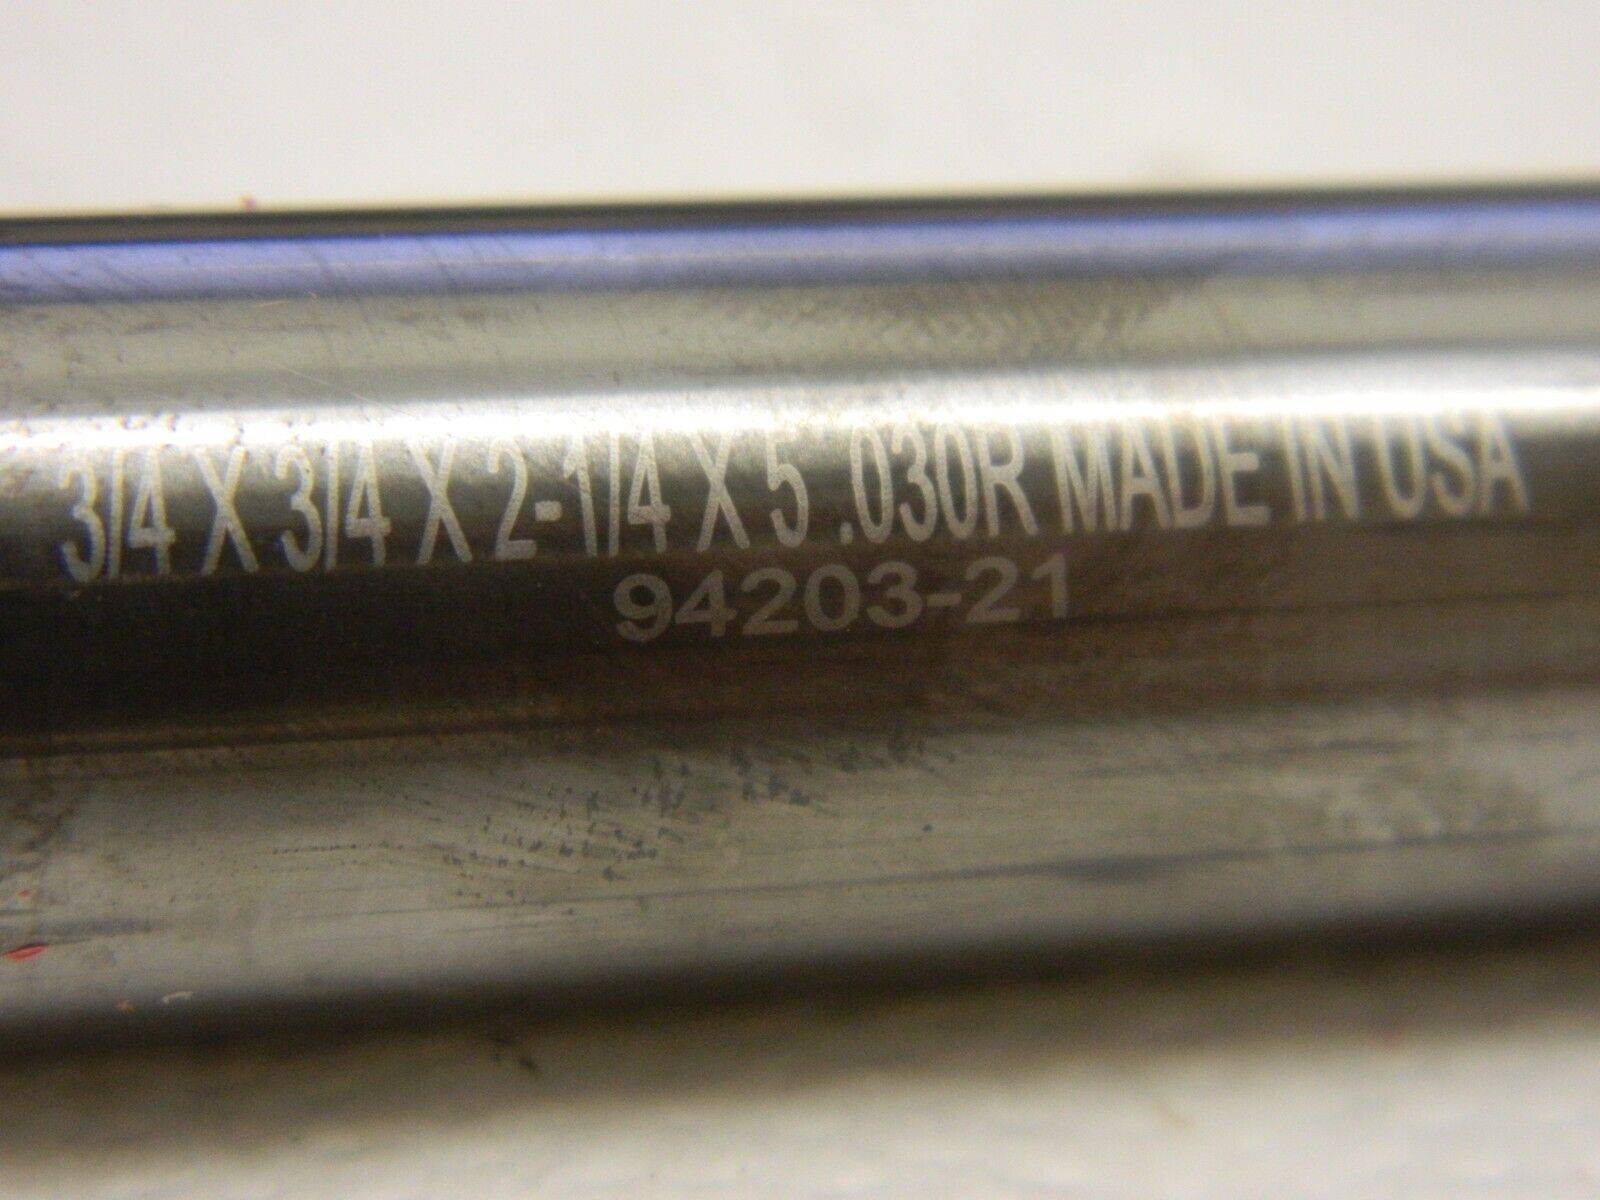 3/4 X 3/4 X 2-1/4 X 5 .030R MADE IN USA
94203-21